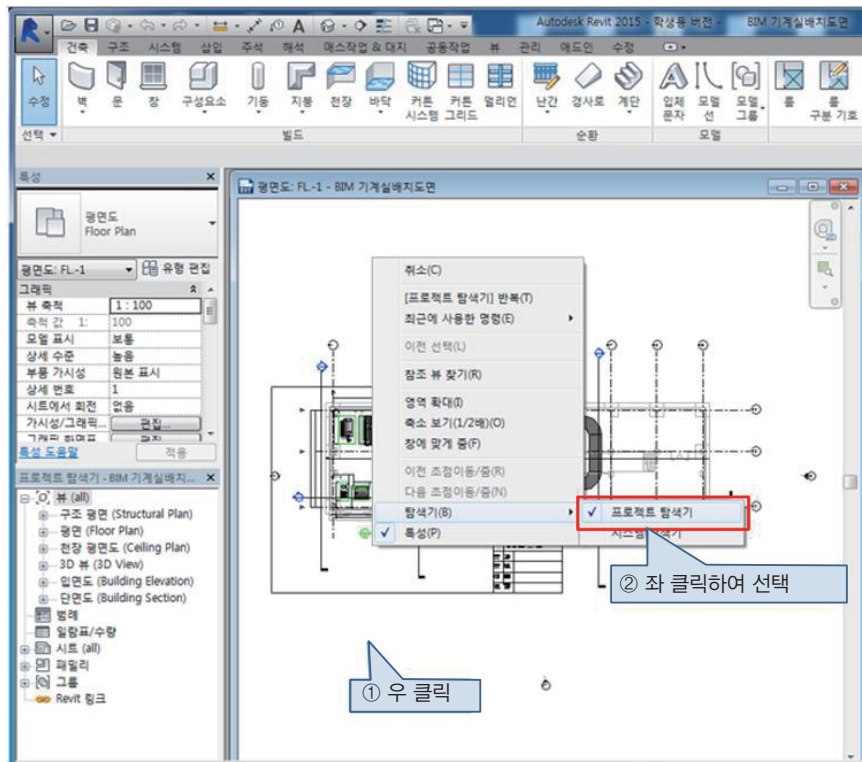 Autodesk Revit 2015 - 학생용 버전 - BIM 기계실배치도면
건축 구조 시스템 삽입 주석 해석 매스작업 & 대지 공동작업 뷰 관리 애드인 수정
수정 벽 문 창 구성요소 기둥 지붕 천장 바닥 커튼 시스템 커튼 그리드 멀리언 난간 경사로 계단 입체 문자 모델 선 모델 그룹 룸 룸 구분 기호
선택 빌드 순환 모델
특성
평면도
Floor Plan
평면도: FL-1 유형 편집
그래픽
뷰 축척 1 : 100
축척 값 1: 100
모델 표시 보통
상세 수준 높음
부품 가시성 원본 표시
상세 번호 1
시트에서 회전 없음
가시성/그래픽... 편집...
특성 도움말 적용
프로젝트 탐색기 - BIM 기계실배치...
뷰 (all)
구조 평면 (Structural Plan)
평면 (Floor Plan)
천장 평면도 (Ceiling Plan)
3D 뷰 (3D View)
입면도 (Building Elevation)
단면도 (Building Section)
범례
일람표/수량
시트 (all)
패밀리
그룹
Revit 링크
평면도: FL-1 - BIM 기계실배치도면
취소(C)
[프로젝트 탐색기] 반복(T)
최근에 사용한 명령(E)
이전 선택(L)
참조 뷰 찾기(R)
영역 확대(I)
축소 보기(1/2배)(O)
창에 맞게 줌(F)
이전 초점이동/줌(R)
다음 초점이동/줌(N)
탐색기(B)
특성(P)
프로젝트 탐색기
② 좌 클릭하여 선택
① 우 클릭